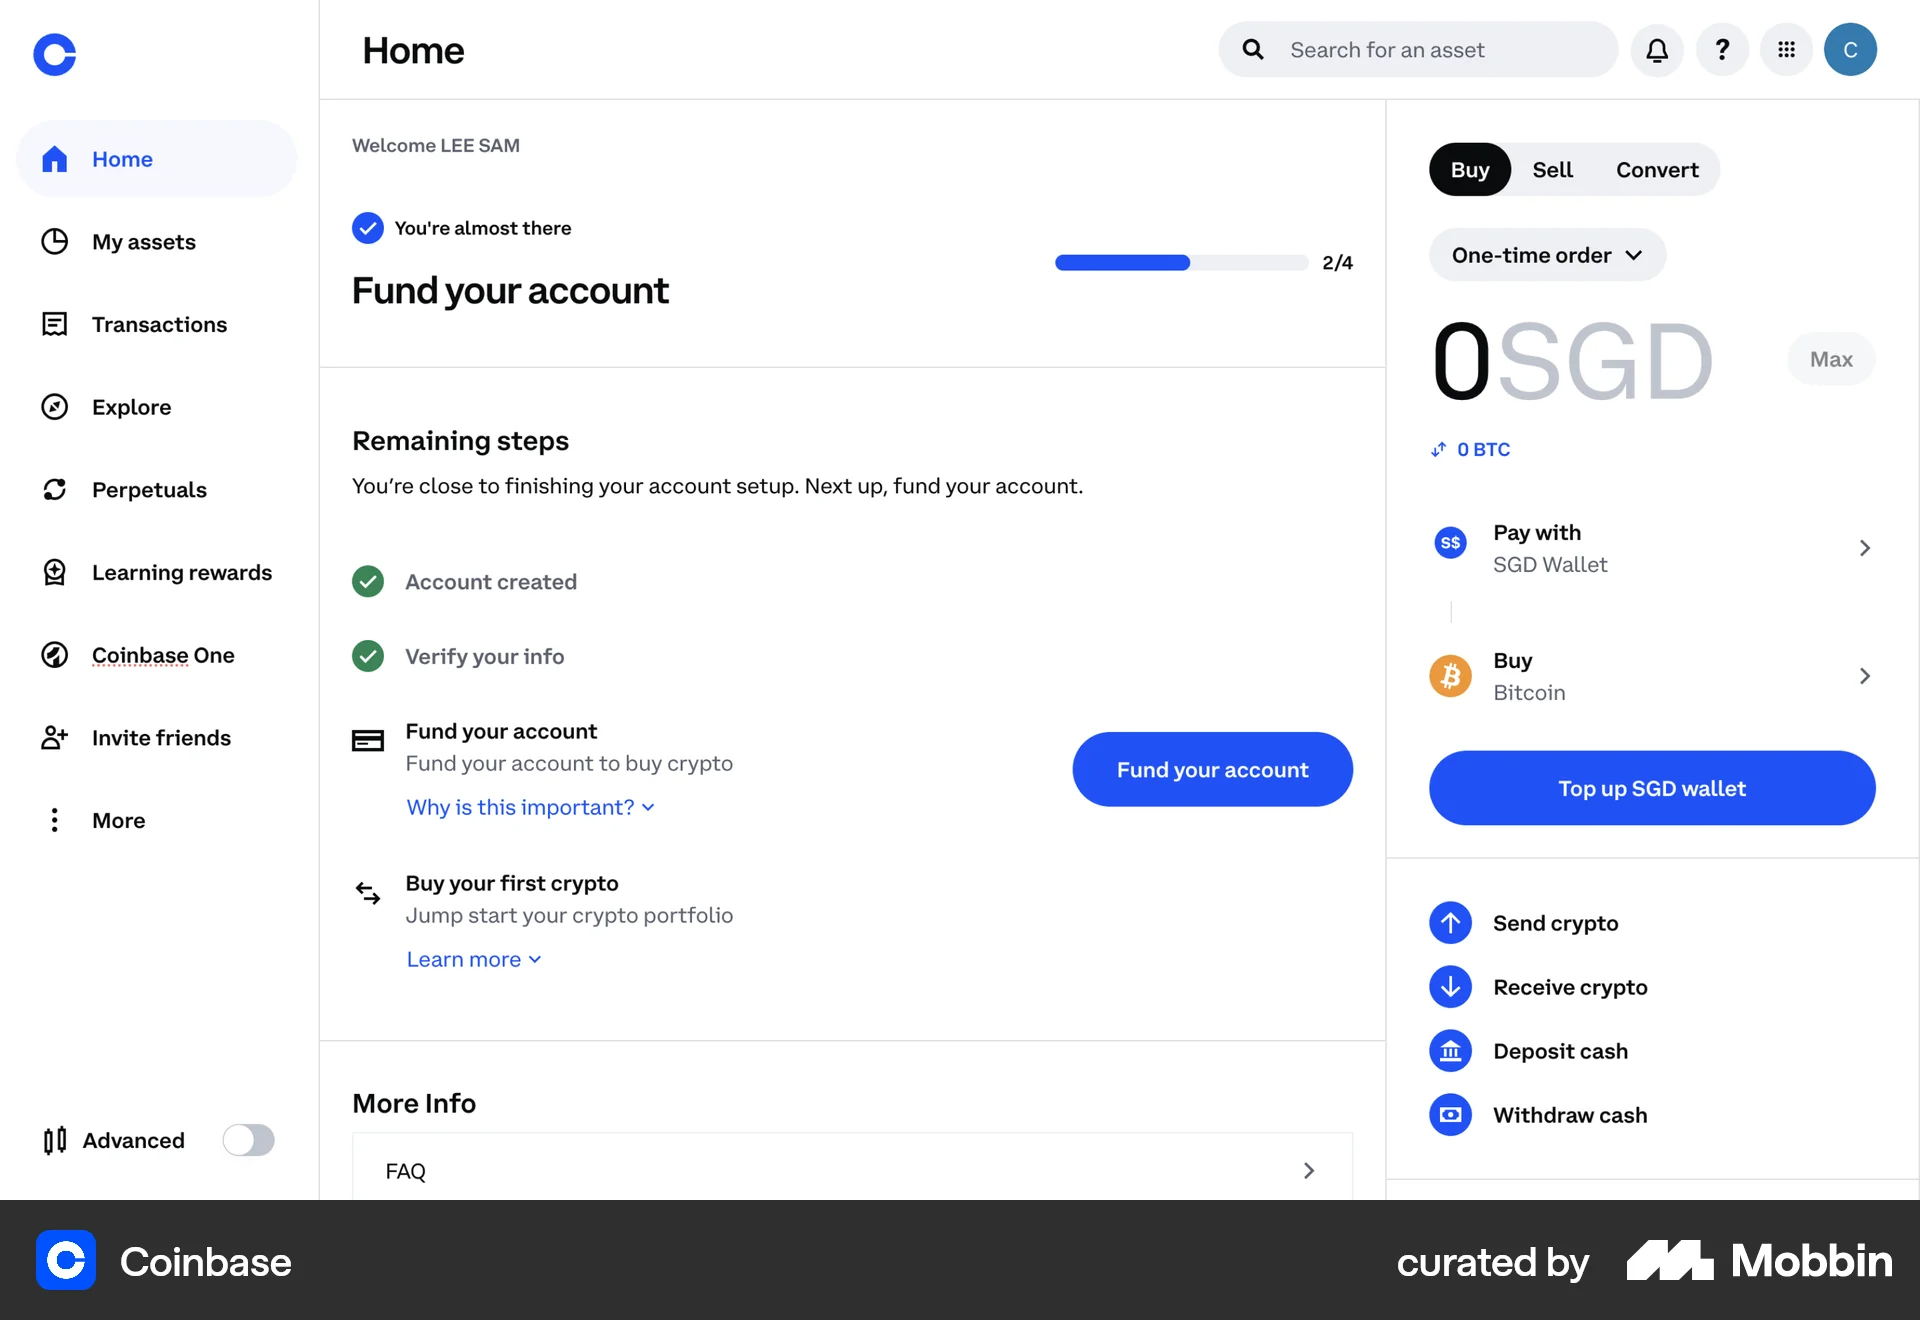 Home
Search for an asset
?
C
Home
My assets
Transactions
Explore
Perpetuals
Learning rewards
Coinbase One
Invite friends
More
Advanced
Welcome LEE SAM
You're almost there
Fund your account
2/4
Remaining steps
You’re close to finishing your account setup. Next up, fund your account.
Account created
Verify your info
Fund your account
Fund your account to buy crypto
Why is this important?
Fund your account
Buy your first crypto
Jump start your crypto portfolio
Learn more
More Info
FAQ
Buy Sell Convert
One-time order
0SGD
Max
0 BTC
S$
Pay with
SGD Wallet
Buy
Bitcoin
Top up SGD wallet
Send crypto
Receive crypto
Deposit cash
Withdraw cash
Coinbase
curated by Mobbin